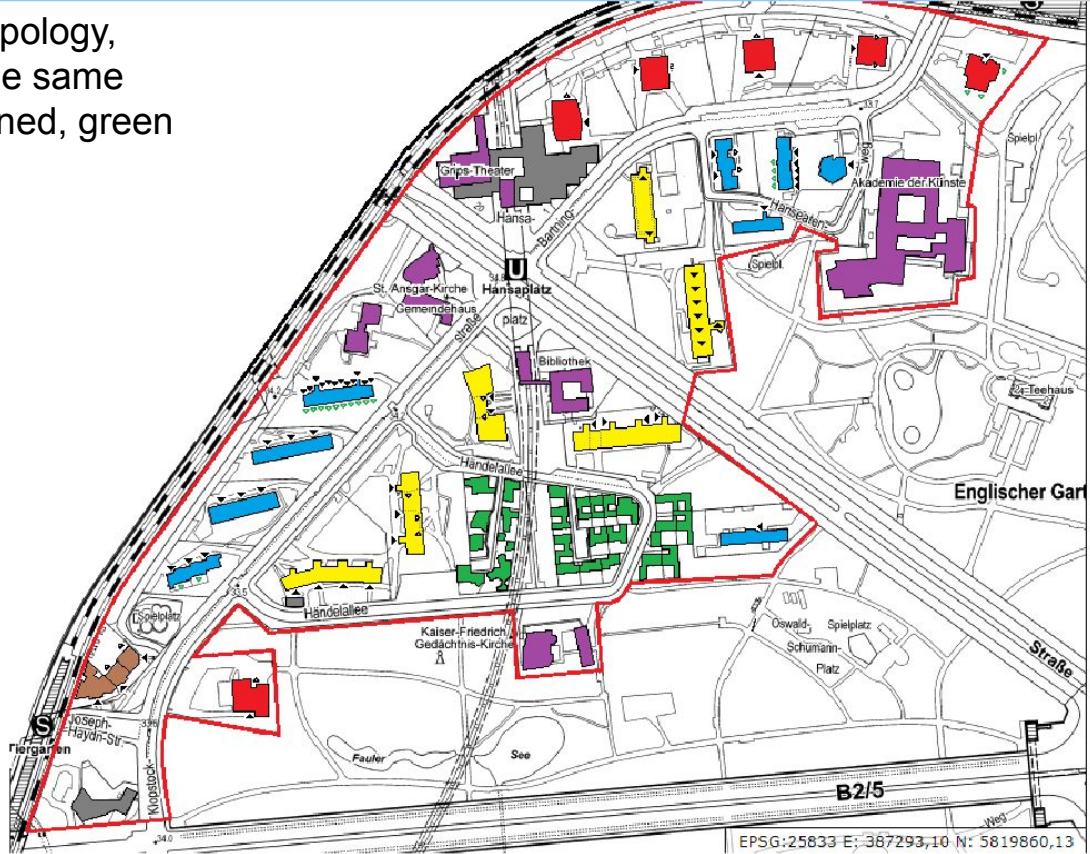 pology,
e same
ned, green
S
Spielpl.
Grips-Theater
Akademie der Künste
weg
Hansa-
Bartning-
Hanseaten-
Spielpl.
St. Ansgar-Kirche
U
Hansaplatz
Gemeindehaus
Straße
platz
Bibliothek
Teehaus
Händelallee
Englischer Gart
Spielplatz
Händelallee
Kaiser-Friedrich
Gedächtnis-Kirche
Oswald-
Spielplatz
Schumann-
Platz
Straße
S
Joseph-
Haydn-Str.
Tiergarten
Klopstock-
Fauler
See
B2/5
34.0
-Weg-
EPSG:25833 E: 387293,10 N: 5819860,13